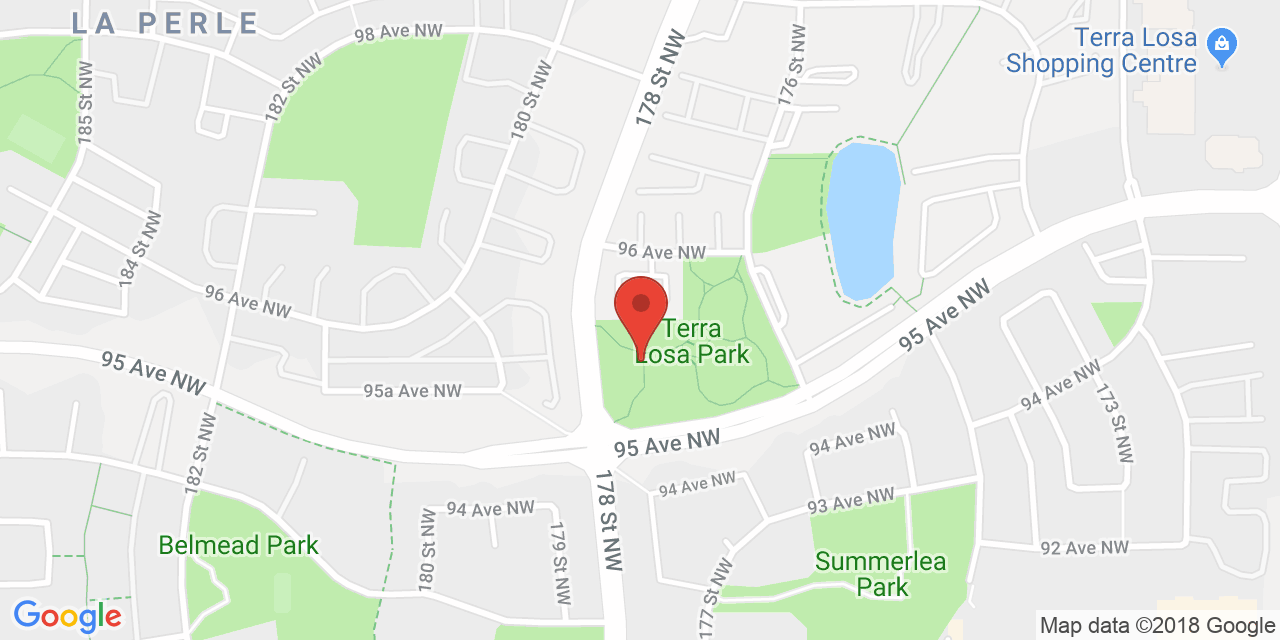 LA PERLE
98 Ave NW
178 St NW
176 St NW
Terra Losa
Shopping Centre
185 St NW
182 St NW
180 St NW
184 St NW
96 Ave NW
96 Ave NW
95 Ave NW
Terra
Losa Park
95 Ave NW
95a Ave NW
94 Ave NW
173 St NW
182 St NW
95 Ave NW
94 Ave NW
178 St NW
94 Ave NW
93 Ave NW
94 Ave NW
180 St NW
179 St NW
Belmead Park
92 Ave NW
Summerlea
Park
177 St NW
Google
Map data ©2018 Google